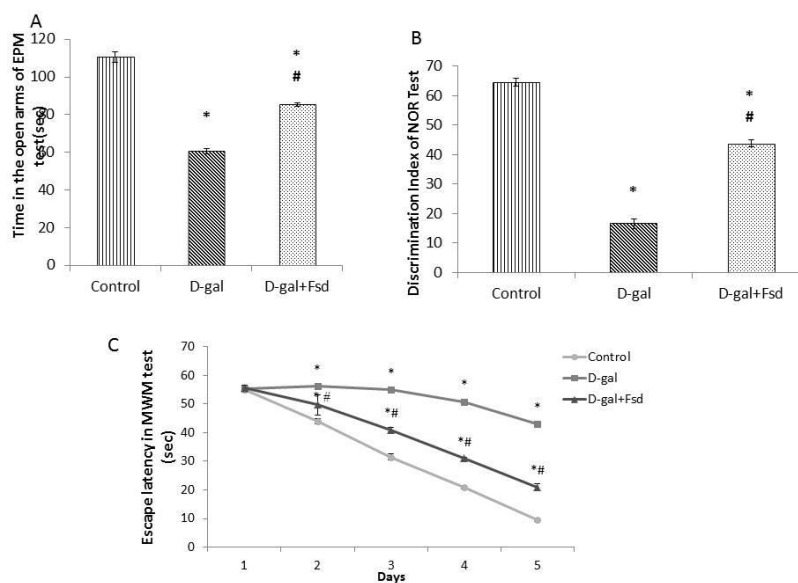 A
Time in the open arms of EPM
test(sec)
120
100
80
60
40
20
0
*
*
#
Control
D-gal
D-gal+Fsd
B
Discrimination Index of NOR Test
70
60
50
40
30
20
10
0
*
*
#
Control
D-gal
D-gal+Fsd
C
Escape latency in MWM test
(sec)
70
60
50
40
30
20
10
0
*
*
*
*
*#
*#
*#
*#
1
2
3
4
5
Days
Control
D-gal
D-gal+Fsd